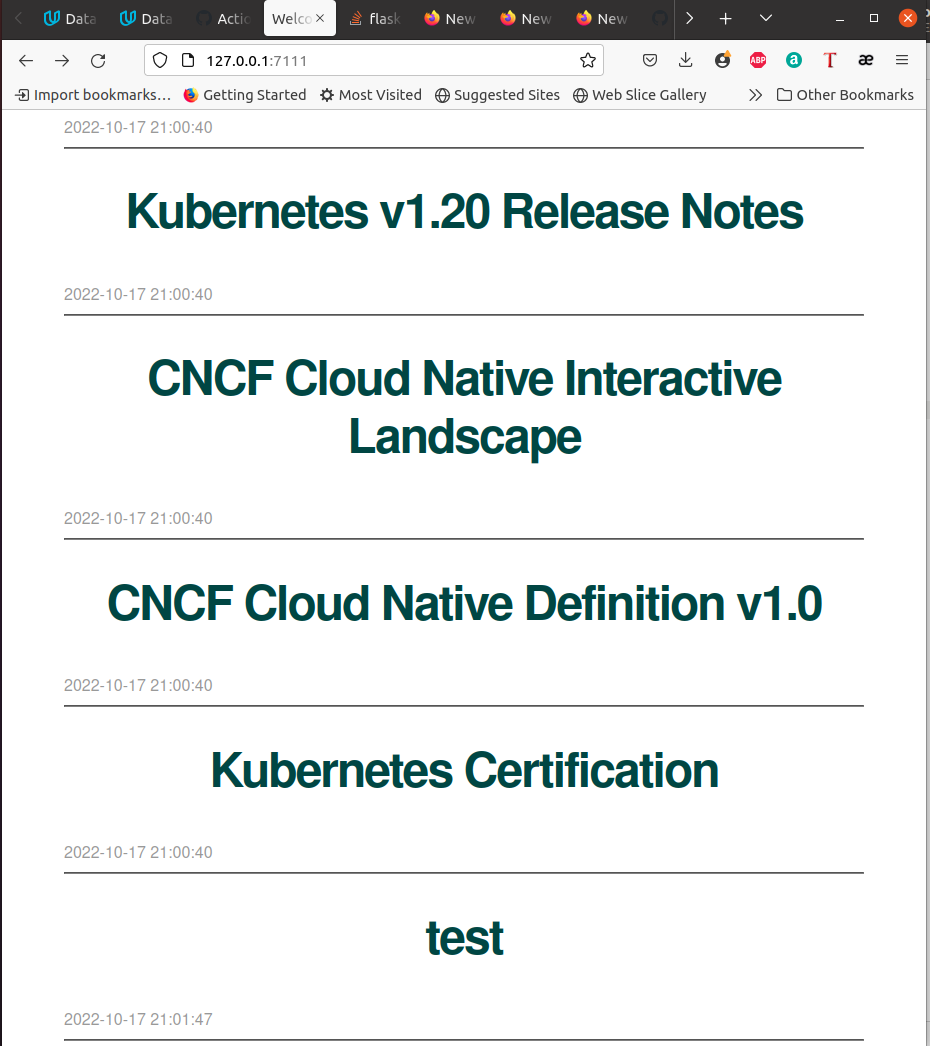 Data
Data
Actio
Welco
flask
New
New
New
127.0.0.1:7111
ABP
a
T
æ
Import bookmarks...
Getting Started
Most Visited
Suggested Sites
Web Slice Gallery
Other Bookmarks
2022-10-17 21:00:40
Kubernetes v1.20 Release Notes
2022-10-17 21:00:40
CNCF Cloud Native Interactive
Landscape
2022-10-17 21:00:40
CNCF Cloud Native Definition v1.0
2022-10-17 21:00:40
Kubernetes Certification
2022-10-17 21:00:40
test
2022-10-17 21:01:47